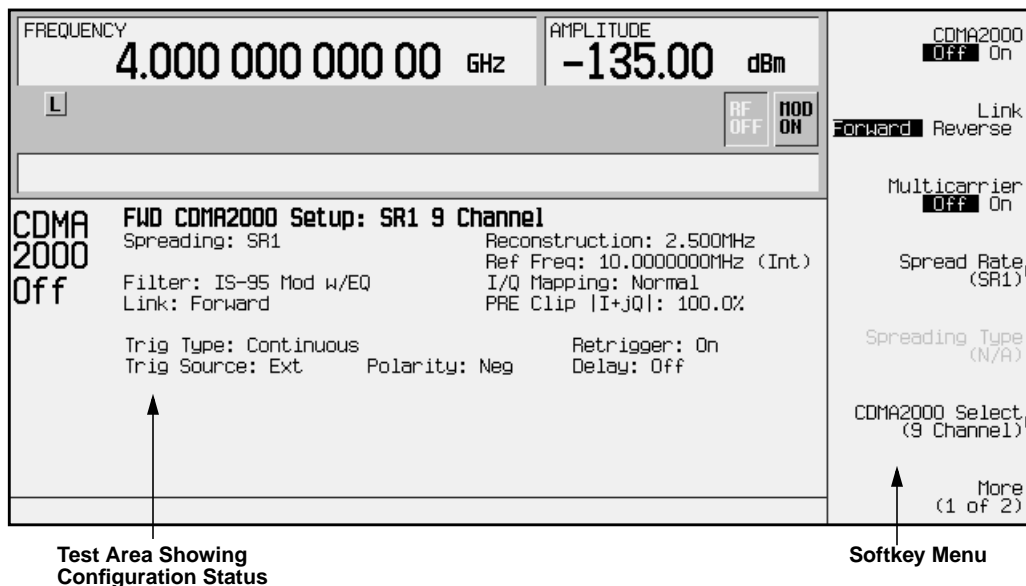 FREQUENCY
4.000 000 000 00 GHz
AMPLITUDE
-135.00 dBm
L
RF
OFF
MOD
ON
CDMA
2000
Off
FWD CDMA2000 Setup: SR1 9 Channel
Spreading: SR1
Reconstruction: 2.500MHz
Ref Freq: 10.0000000MHz (Int)
Filter: IS-95 Mod w/EQ
I/Q Mapping: Normal
Link: Forward
PRE Clip |I+jQ|: 100.0%
Trig Type: Continuous
Retrigger: On
Trig Source: Ext Polarity: Neg Delay: Off
CDMA2000
Off On
Link
Forward Reverse
Multicarrier
Off On
Spread Rate
(SR1)
Spreading Type
(N/A)
CDMA2000 Select
(9 Channel)
More
(1 of 2)
Test Area Showing
Configuration Status
Softkey Menu